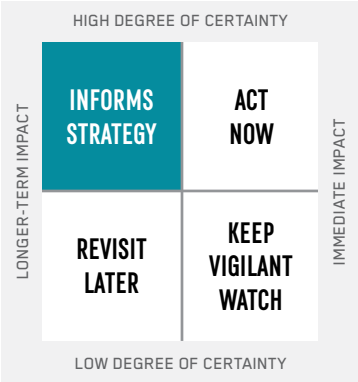 HIGH DEGREE OF CERTAINTY
LONGER-TERM IMPACT
INFORMS
STRATEGY
ACT
NOW
REVISIT
LATER
KEEP
VIGILANT
WATCH
IMMEDIATE IMPACT
LOW DEGREE OF CERTAINTY